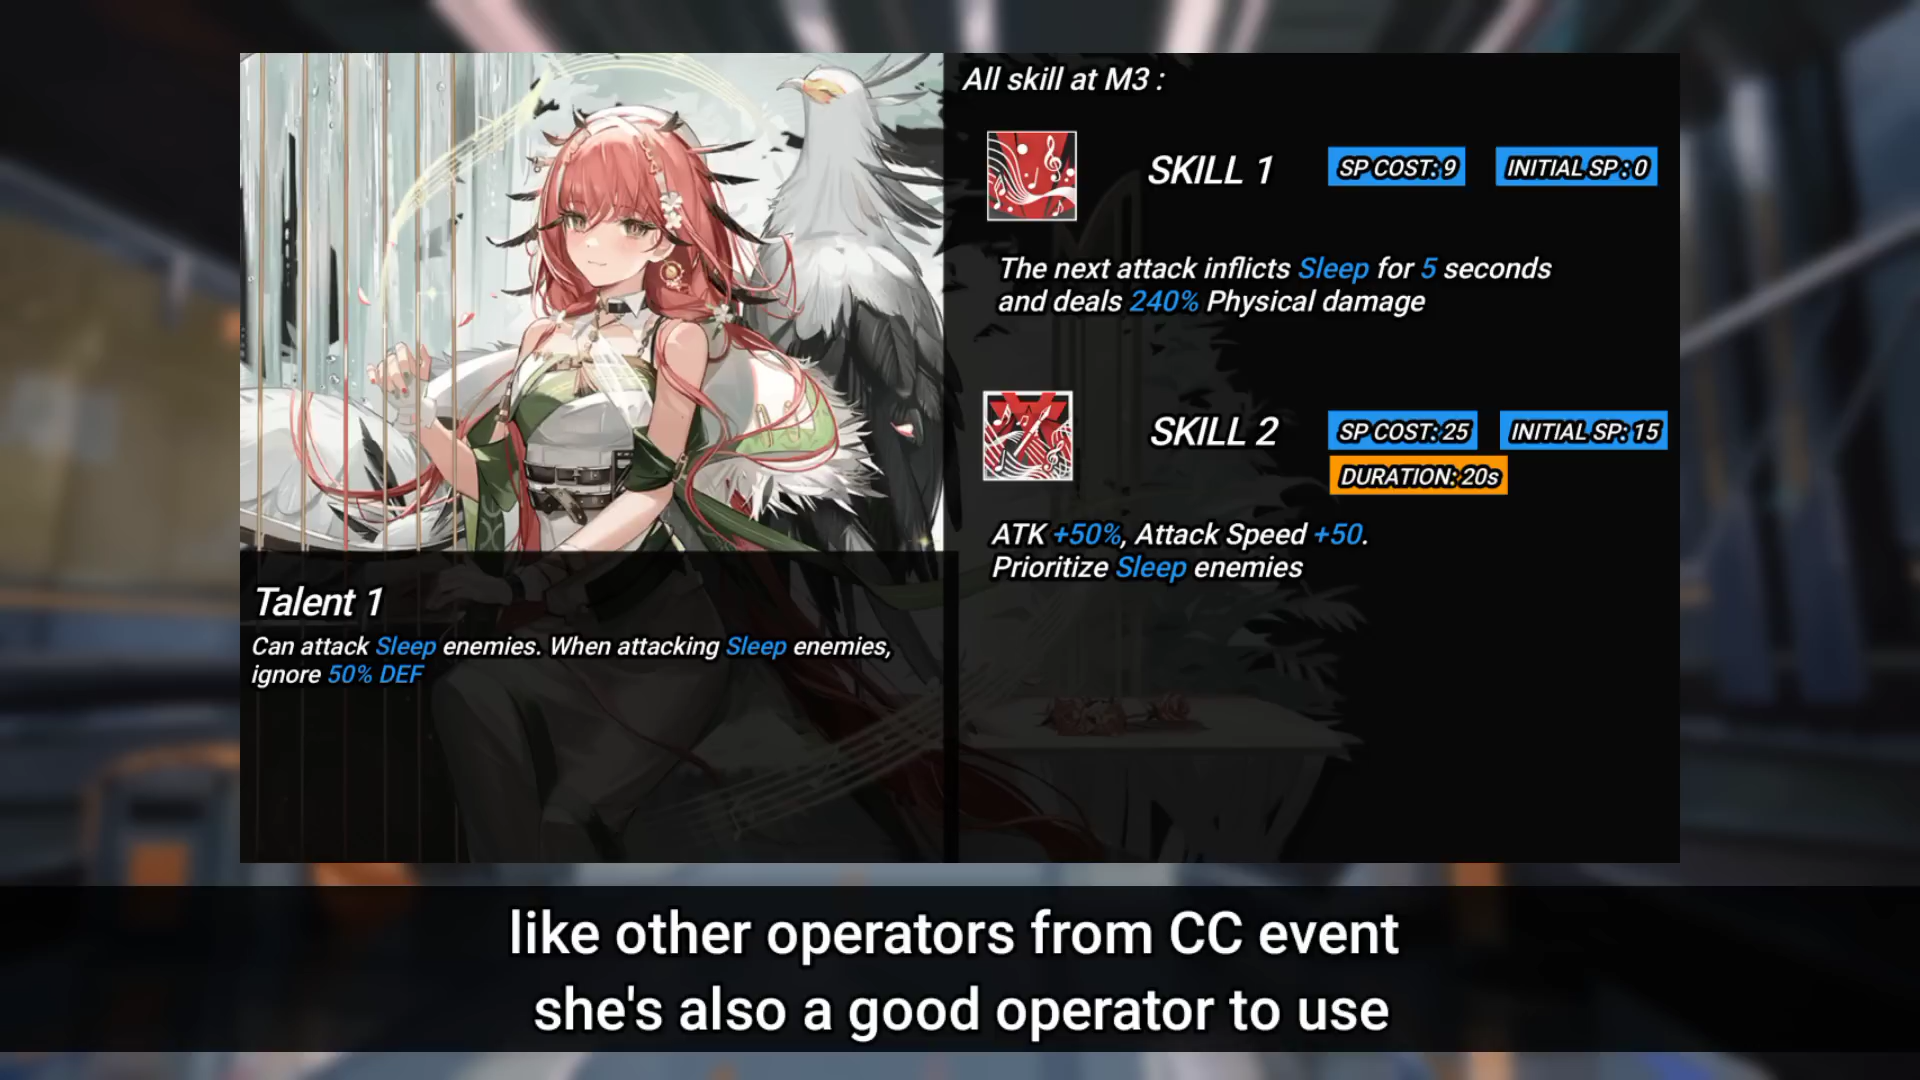 All skill at M3 :
SKILL 1
SP COST: 9
INITIAL SP : 0
The next attack inflicts Sleep for 5 seconds
and deals 240% Physical damage
SKILL 2
SP COST: 25
INITIAL SP: 15
DURATION: 20s
ATK +50%, Attack Speed +50.
Prioritize Sleep enemies
Talent 1
Can attack Sleep enemies. When attacking Sleep enemies,
ignore 50% DEF
like other operators from CC event
she's also a good operator to use